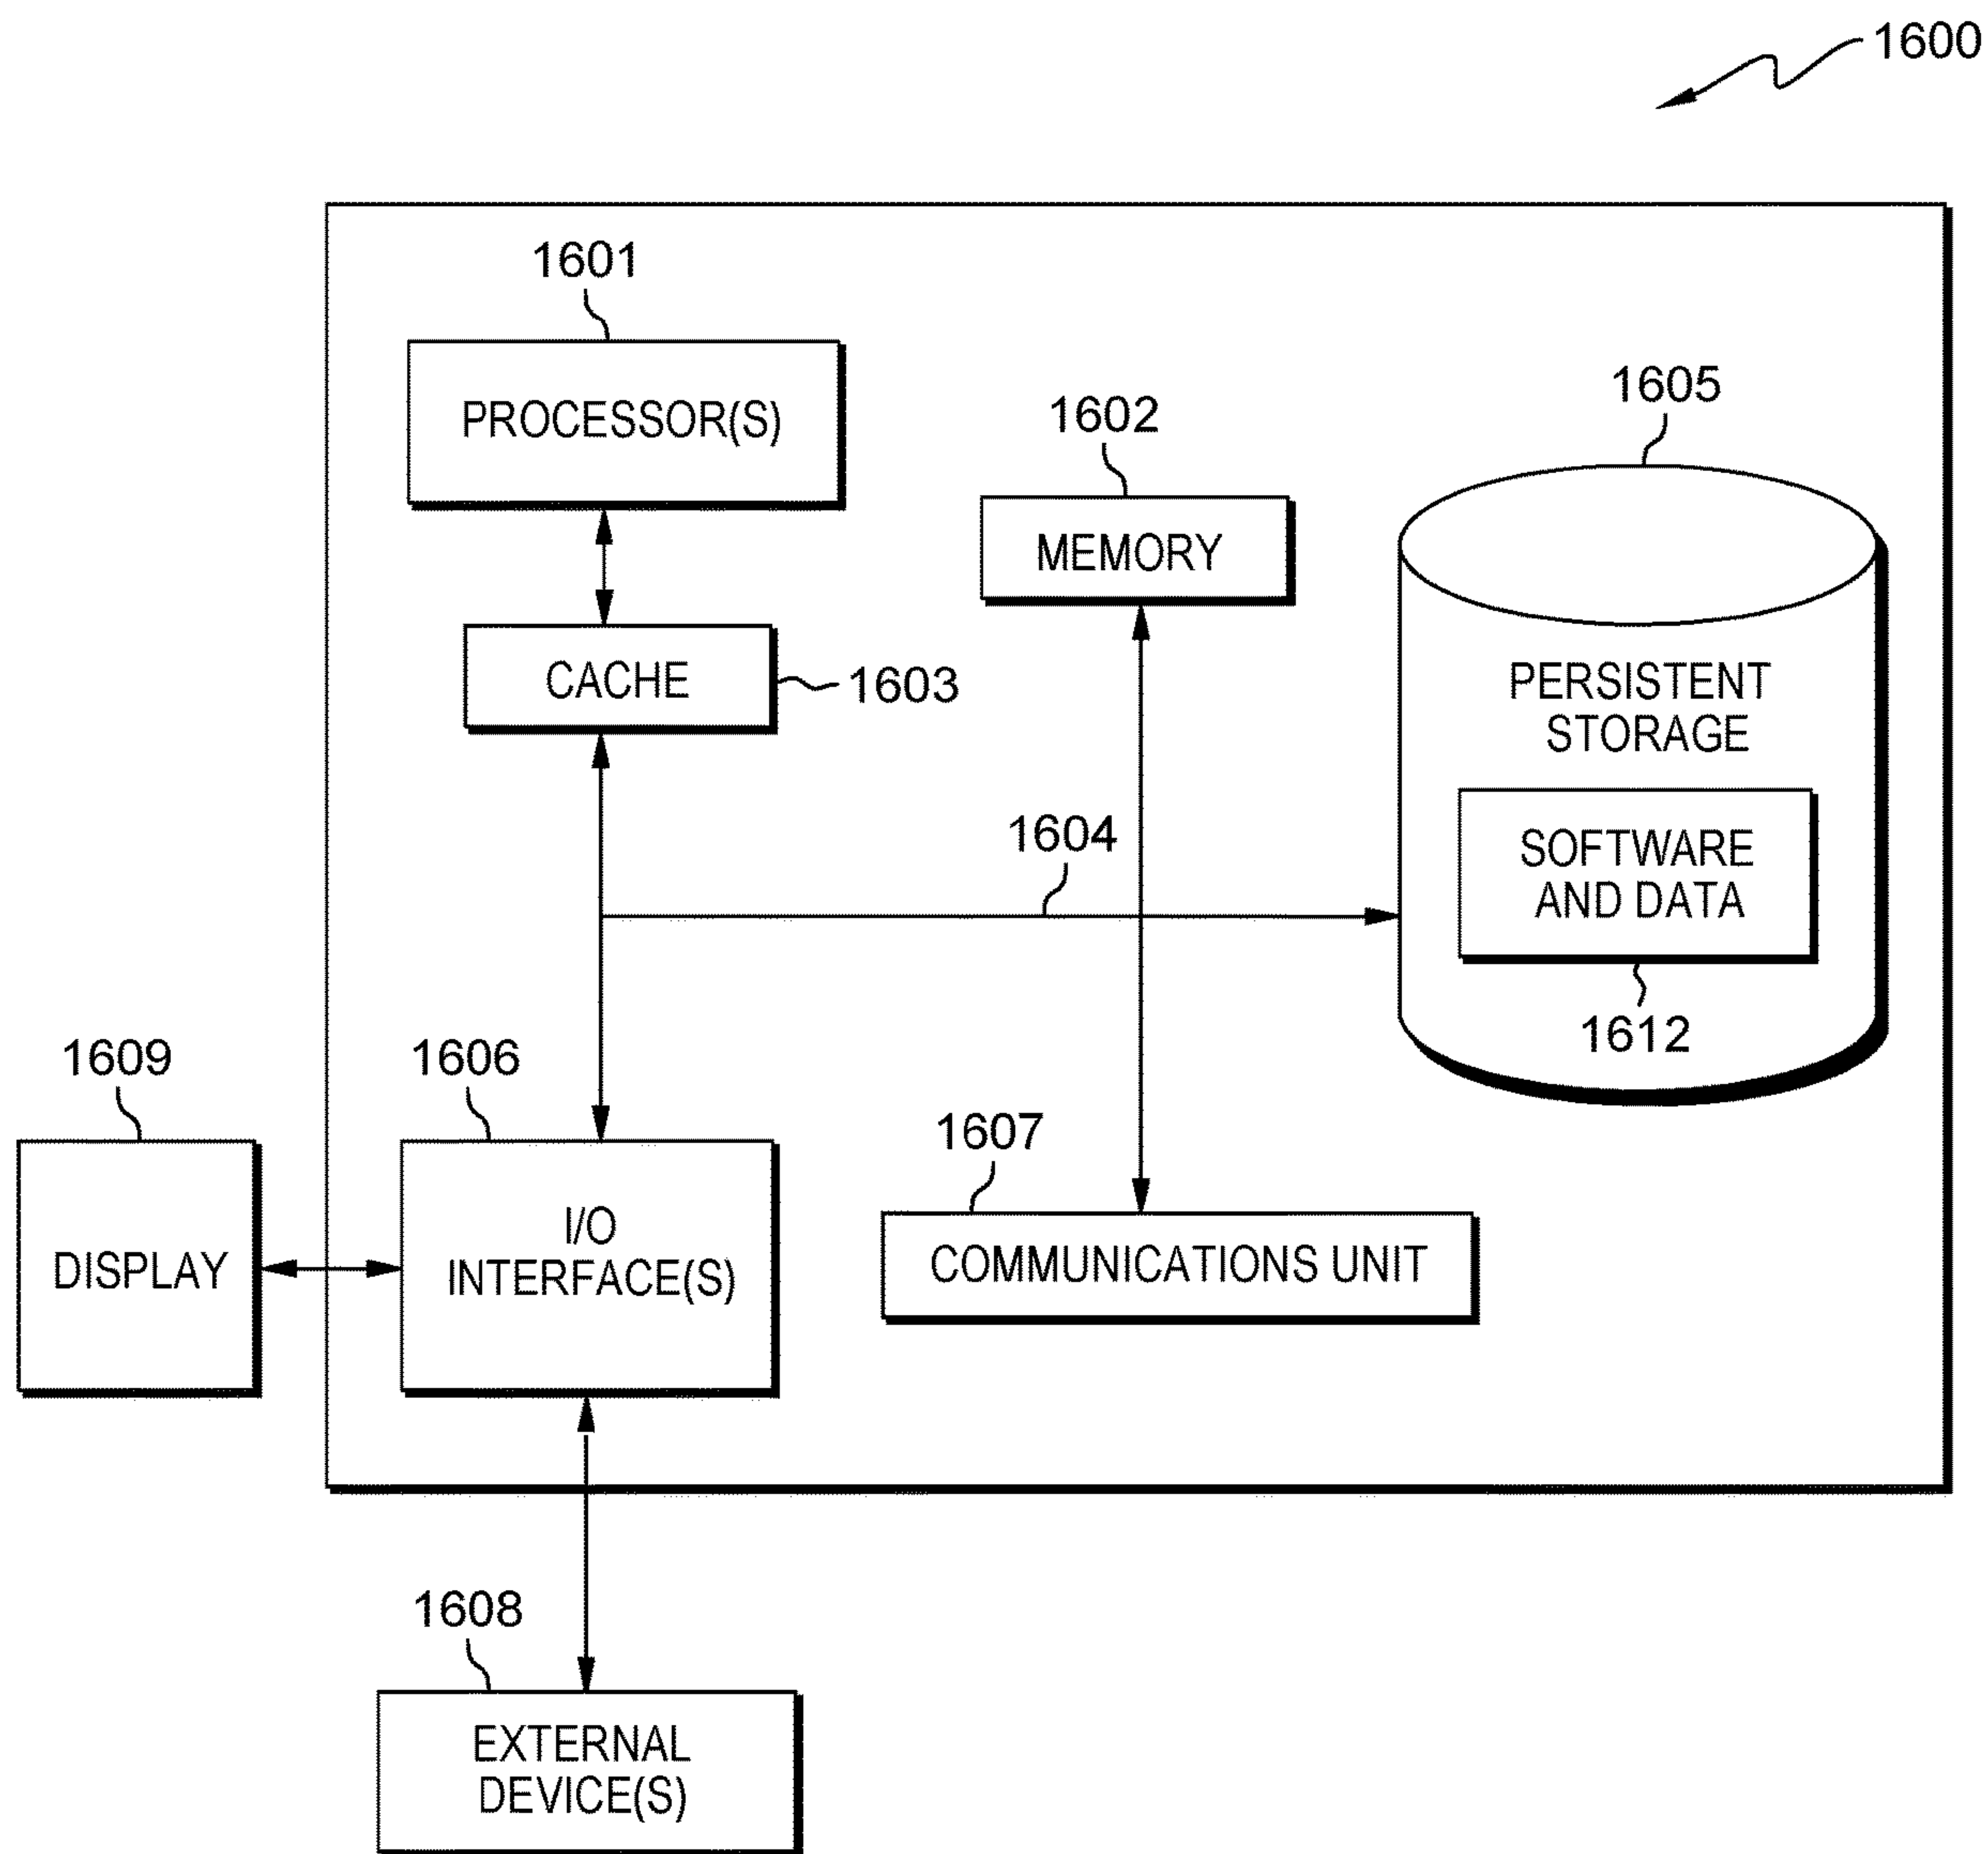 1600
1601
PROCESSOR(S)
1602
MEMORY
1605
PERSISTENT
STORAGE
CACHE
1603
1604
SOFTWARE
AND DATA
1612
1609
DISPLAY
1606
I/O
INTERFACE(S)
1607
COMMUNICATIONS UNIT
1608
EXTERNAL
DEVICE(S)